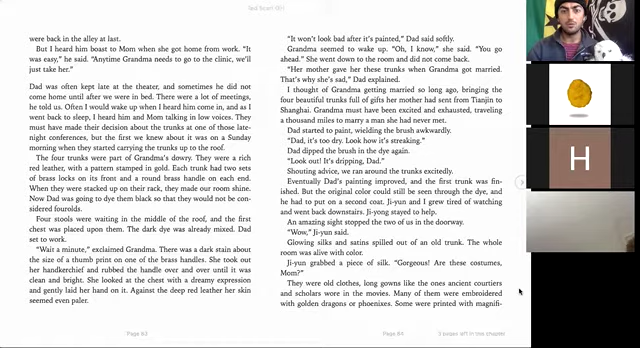 were back in the alley at last.
But I heard him boast to Mom when she got home from work. “It
was easy,” he said. “Anytime Grandma needs to go to the clinic, we’ll
just take her.”
Dad was often kept late at the theater, and sometimes he did not
come home until after we were in bed. There were a lot of meetings,
he told us. Often I would wake up when I heard him come in, and as I
went back to sleep, I heard him and Mom talking in low voices. They
must have made their decision about the trunks at one of those late-
night conferences, but the first we knew about it was on a Sunday
morning when they started carrying the trunks up to the roof.
The four trunks were part of Grandma’s dowry. They were a rich
red leather, with a pattern stamped in gold. Each trunk had two sets
of brass locks on its front and a round brass handle on each end.
When they were stacked up on their rack, they made our room shine.
Now Dad was going to dye them black so that they would not be con-
sidered fourolds.
Four stools were waiting in the middle of the roof, and the first
chest was placed upon them. The dark dye was already mixed. Dad
set to work.
“Wait a minute,” exclaimed Grandma. There was a dark stain about
the size of a thumb print on one of the brass handles. She took out
her handkerchief and rubbed the handle over and over until it was
clean and bright. She looked at the chest with a dreamy expression
and gently laid her hand on it. Against the deep red leather her skin
seemed even paler.
Page 83
“It won’t look bad after it’s painted,” Dad said softly.
Grandma seemed to wake up. “Oh, I know,” she said. “You go
ahead.” She went down to the room and did not come back.
“Her mother gave her these trunks when Grandma got married.
That’s why she’s sad,” Dad explained.
I thought of Grandma getting married so long ago, bringing the
four beautiful trunks full of gifts her mother had sent from Tianjin to
Shanghai. Grandma must have been excited and exhausted, traveling
a thousand miles to marry a man she had never met.
Dad started to paint, wielding the brush awkwardly.
“Dad, it’s too dry. Look how it’s streaking.”
Dad dipped the brush in the dye again.
“Look out! It’s dripping, Dad.”
Shouting advice, we ran around the trunks excitedly.
Eventually Dad’s painting improved, and the first trunk was fin-
ished. But the original color could still be seen through the dye, and
he had to put on a second coat. Ji-yun and I grew tired of watching
and went back downstairs. Ji-yong stayed to help.
An amazing sight stopped the two of us in the doorway.
“Wow,” Ji-yun said.
Glowing silks and satins spilled out of an old trunk. The whole
room was alive with color.
Ji-yun grabbed a piece of silk. “Gorgeous! Are these costumes,
Mom?”
They were old clothes, long gowns like the ones ancient courtiers
and scholars wore in the movies. Many of them were embroidered
with golden dragons or phoenixes. Some were printed with magnifi-
Page 84
H